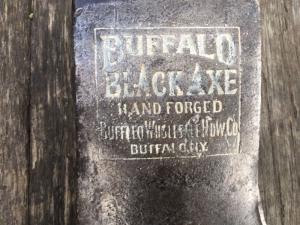 BUFFALO
BLACK AXE
HAND FORGED
BUFFALO WHOLESALE HDW. CO.
BUFFALO, N.Y.